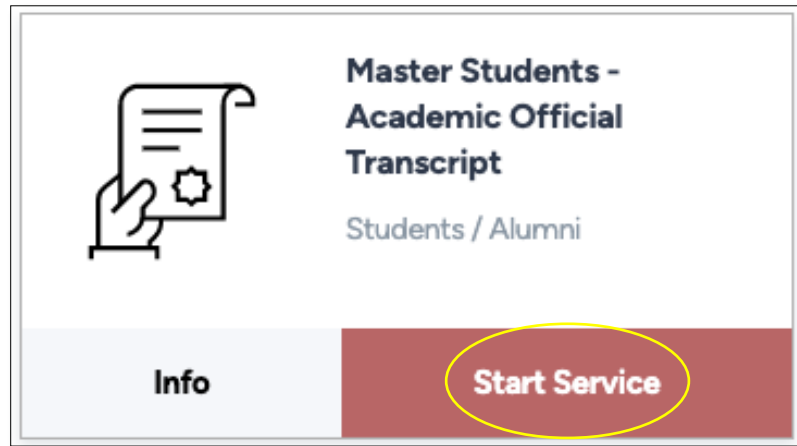 Master Students -
Academic Official
Transcript
Students / Alumni
Info
Start Service